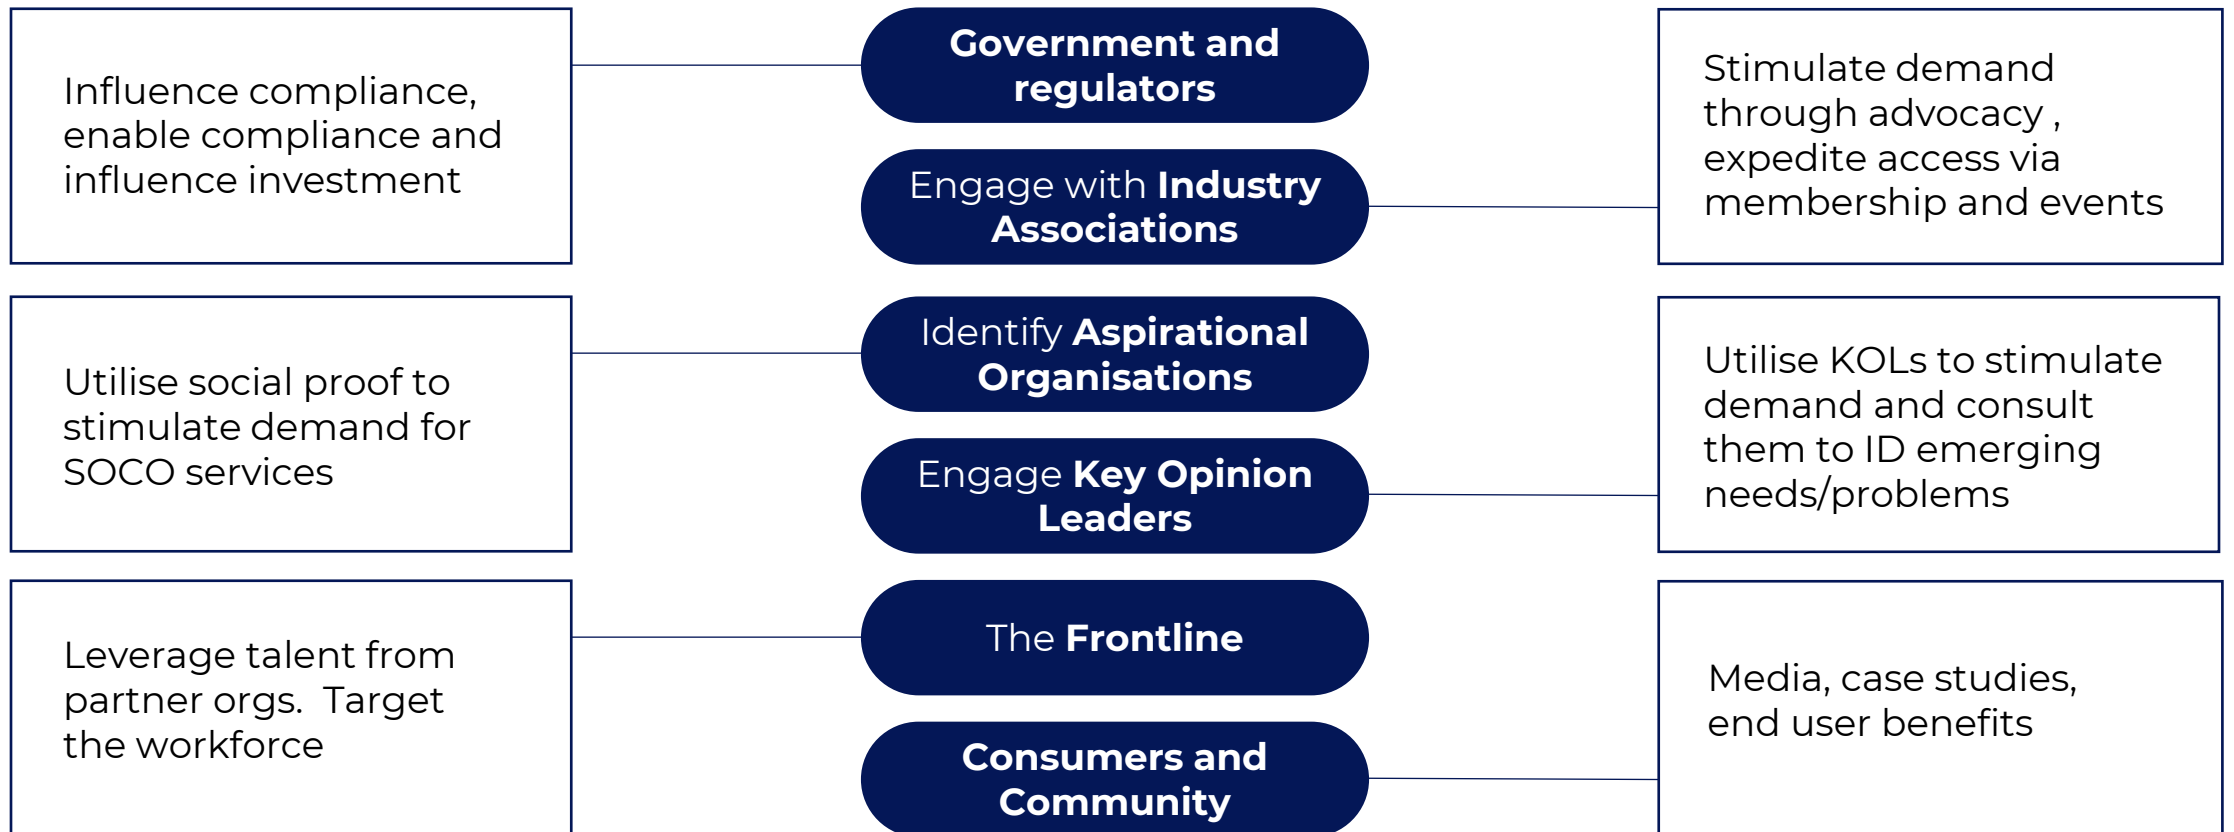 Influence compliance,
enable compliance and
influence investment
Government and
regulators
Engage with Industry
Associations
Stimulate demand
through advocacy ,
expedite access via
membership and events
Utilise social proof to
stimulate demand for
SOCO services
Identify Aspirational
Organisations
Engage Key Opinion
Leaders
Utilise KOLs to stimulate
demand and consult
them to ID emerging
needs/problems
Leverage talent from
partner orgs.  Target
the workforce
The Frontline
Consumers and
Community
Media, case studies,
end user benefits